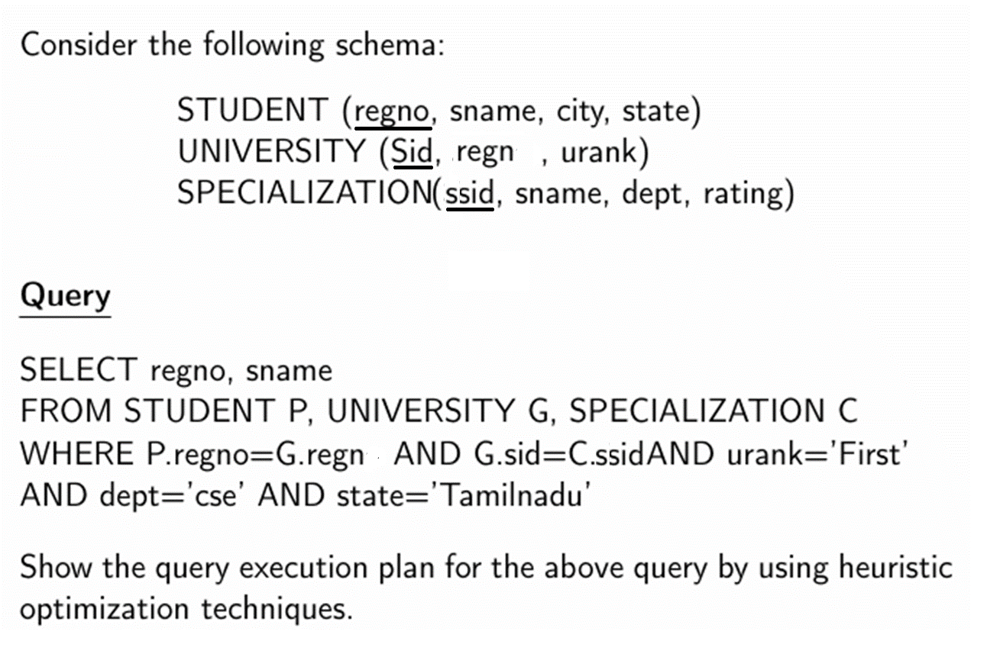 Consider the following schema:
STUDENT (regno, sname, city, state)
UNIVERSITY (Sid, regn , urank)
SPECIALIZATION(ssid, sname, dept, rating)
Query
SELECT regno, sname
FROM STUDENT P, UNIVERSITY G, SPECIALIZATION C
WHERE P.regno=G.regn AND G.sid=C.ssidAND urank='First'
AND dept='cse' AND state='Tamilnadu'
Show the query execution plan for the above query by using heuristic
optimization techniques.